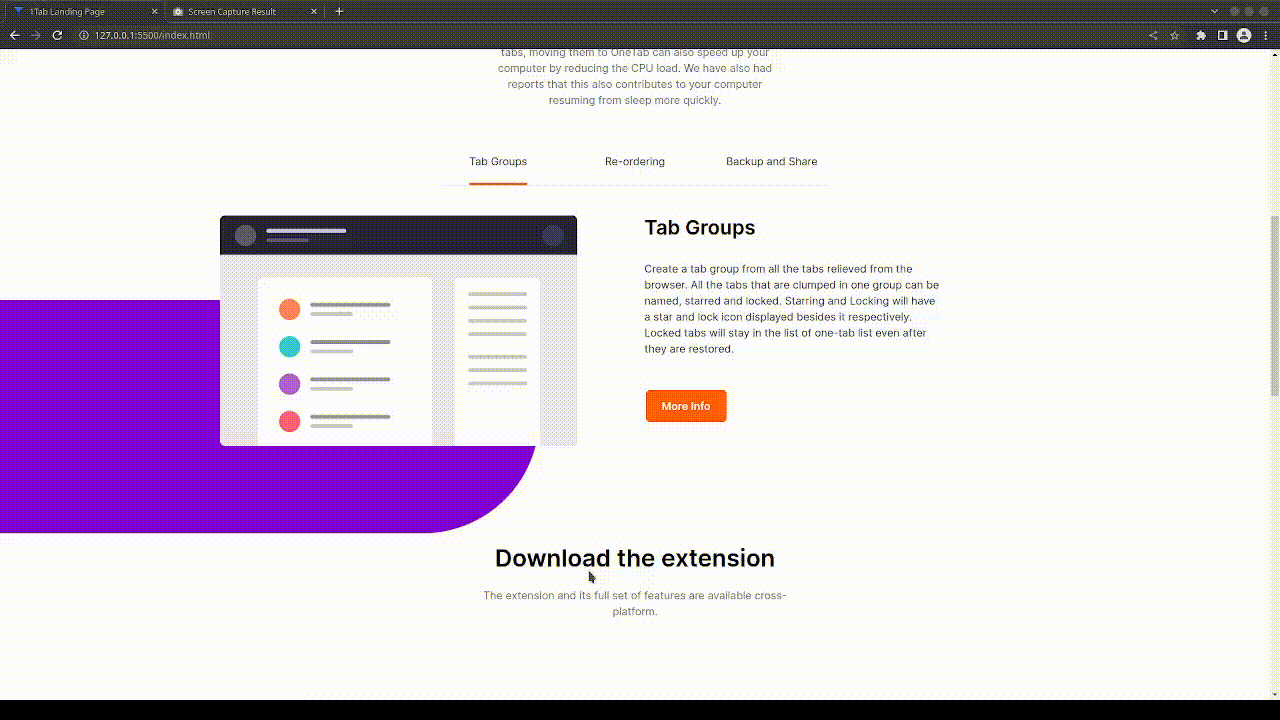 1Tab Landing Page
Screen Capture Result
127.0.0.1:5500/index.html
tabs, moving them to OneTab can also speed up your
computer by reducing the CPU load. We have also had
reports that this also contributes to your computer
resuming from sleep more quickly.
Tab Groups
Re-ordering
Backup and Share
Tab Groups
Create a tab group from all the tabs relieved from the
browser. All the tabs that are clumped in one group can be
named, starred and locked. Starring and Locking will have
a star and lock icon displayed besides it respectively.
Locked tabs will stay in the list of one-tab list even after
they are restored.
More Info
Download the extension
The extension and its full set of features are available cross-
platform.